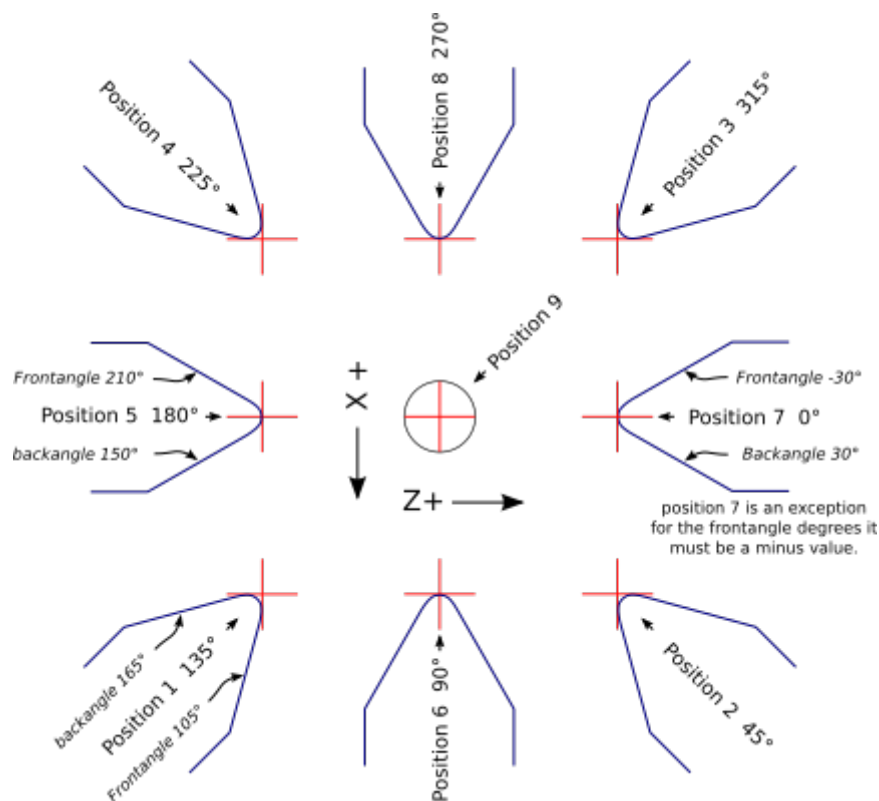 Position 4 225°
Position 8 270°
Position 3 315°
Position 9
Frontangle 210°
Position 5 180°
backangle 150°
X +
Z+
Frontangle -30°
Position 7 0°
Backangle 30°
position 7 is an exception
for the frontangle degrees it
must be a minus value.
backangle 165°
Position 1 135°
Frontangle 105°
Position 6 90°
Position 2 45°